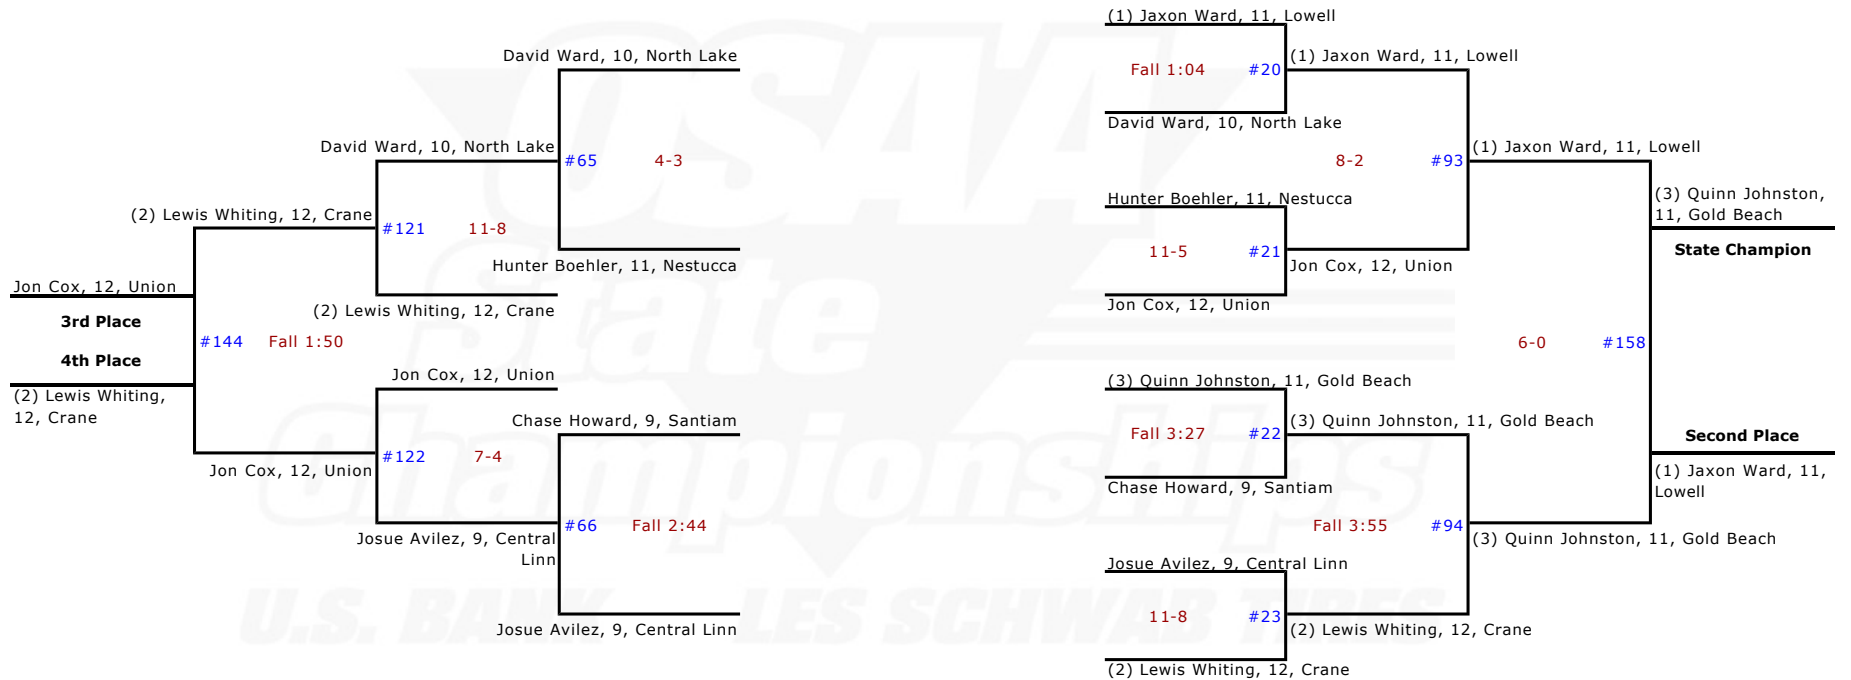 (1) Jaxon Ward, 11, Lowell
David Ward, 10, North Lake
(1) Jaxon Ward, 11, Lowell
Fall 1:04 #20
David Ward, 10, North Lake
David Ward, 10, North Lake
(1) Jaxon Ward, 11, Lowell
#65 4-3
8-2 #93
(3) Quinn Johnston,
11, Gold Beach
Hunter Boehler, 11, Nestucca
(2) Lewis Whiting, 12, Crane
#121 11-8
State Champion
11-5 #21
Hunter Boehler, 11, Nestucca
Jon Cox, 12, Union
Jon Cox, 12, Union
(2) Lewis Whiting, 12, Crane
Jon Cox, 12, Union
3rd Place
#144 Fall 1:50
6-0 #158
4th Place
(2) Lewis Whiting,
12, Crane
Jon Cox, 12, Union
(3) Quinn Johnston, 11, Gold Beach
Chase Howard, 9, Santiam
(3) Quinn Johnston, 11, Gold Beach
Fall 3:27 #22
Second Place
#122 7-4
Jon Cox, 12, Union
(1) Jaxon Ward, 11,
Lowell
Chase Howard, 9, Santiam
#66 Fall 2:44
Fall 3:55 #94
Josue Avilez, 9, Central
Linn
(3) Quinn Johnston, 11, Gold Beach
Josue Avilez, 9, Central Linn
11-8 #23
Josue Avilez, 9, Central Linn
(2) Lewis Whiting, 12, Crane
(2) Lewis Whiting, 12, Crane
OSAA
State
Championships
U.S. BANK LES SCHWAB TIRES